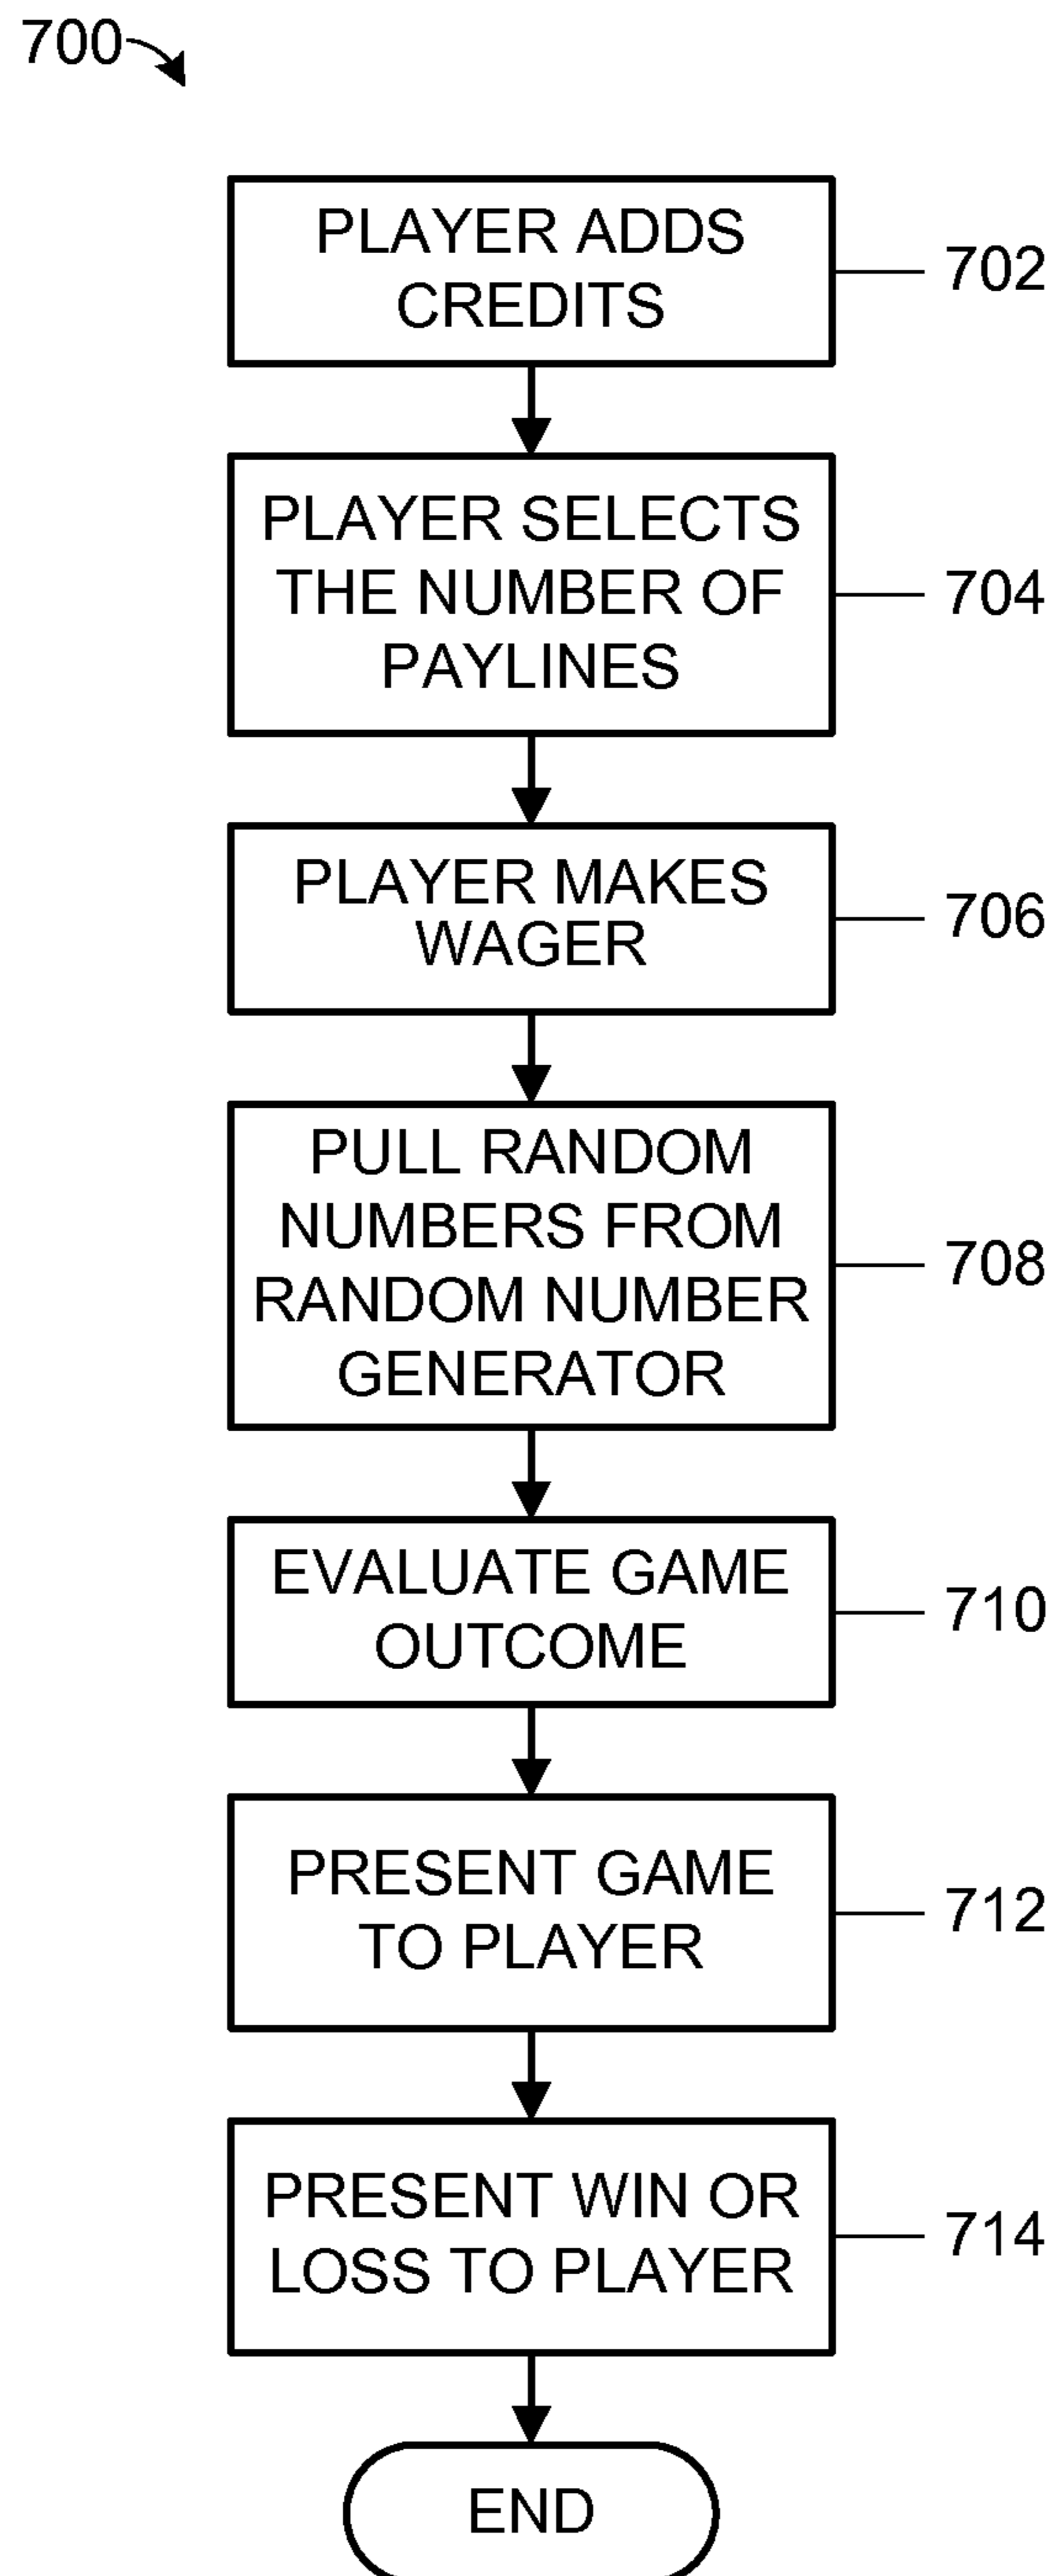 700
PLAYER ADDS
CREDITS
702
PLAYER SELECTS
THE NUMBER OF
PAYLINES
704
PLAYER MAKES
WAGER
706
PULL RANDOM
NUMBERS FROM
RANDOM NUMBER
GENERATOR
708
EVALUATE GAME
OUTCOME
710
PRESENT GAME
TO PLAYER
712
PRESENT WIN OR
LOSS TO PLAYER
714
END